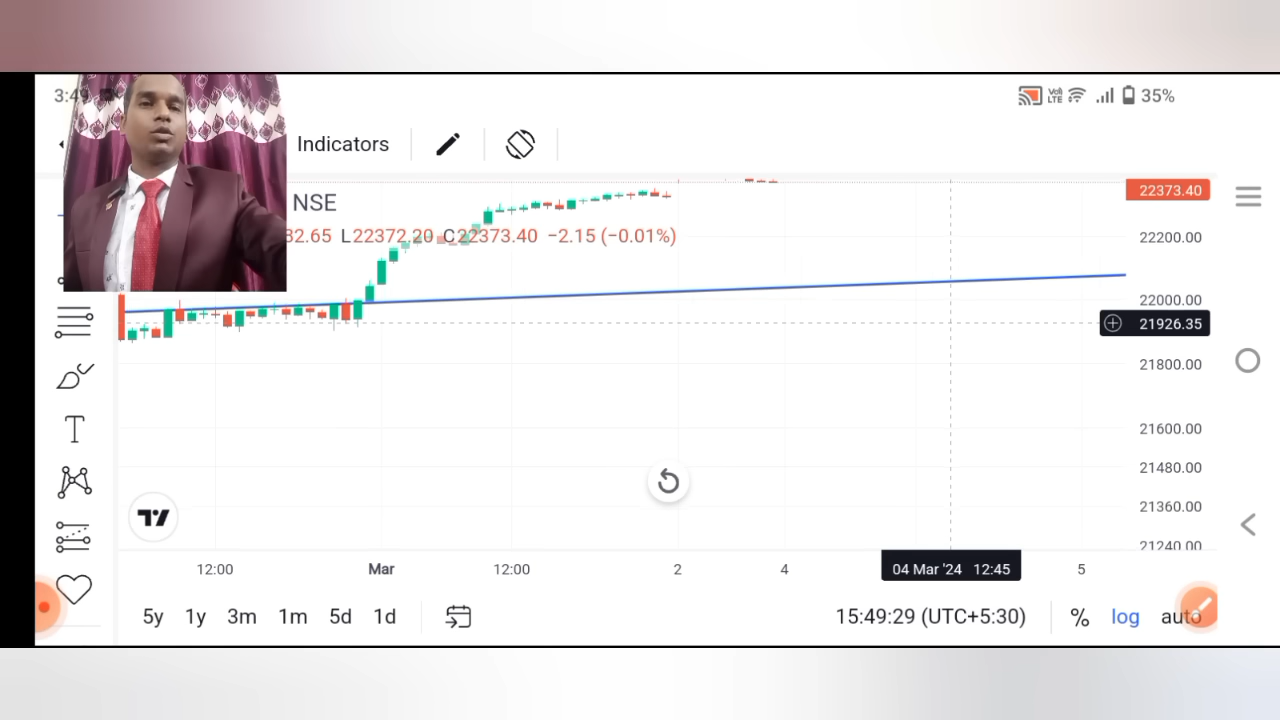 3:49
35%
Indicators
NSE
32.65 L22372.20 C22373.40 −2.15 (−0.01%)
22373.40
22200.00
22000.00
21926.35
21800.00
21600.00
21480.00
21360.00
21240.00
12:00 Mar 12:00 2 4 04 Mar '24 12:45 5
5y 1y 3m 1m 5d 1d 15:49:29 (UTC+5:30) % log auto